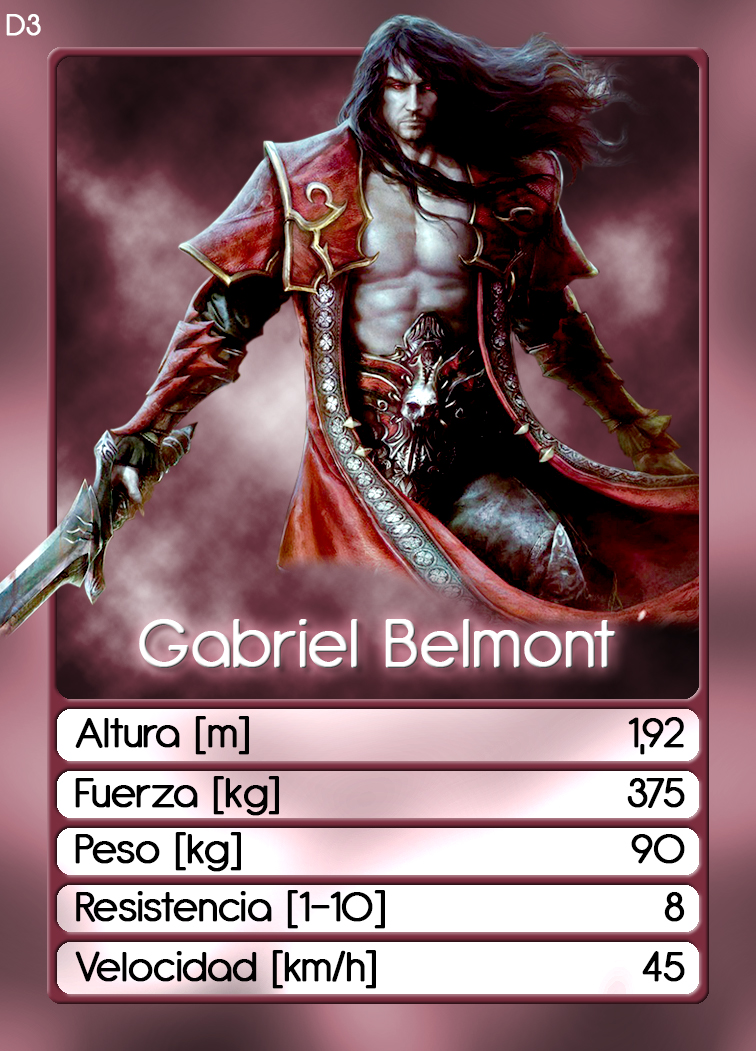 D3
Gabriel Belmont
Altura [m] 1,92
Fuerza [kg] 375
Peso [kg] 90
Resistencia [1-10] 8
Velocidad [km/h] 45